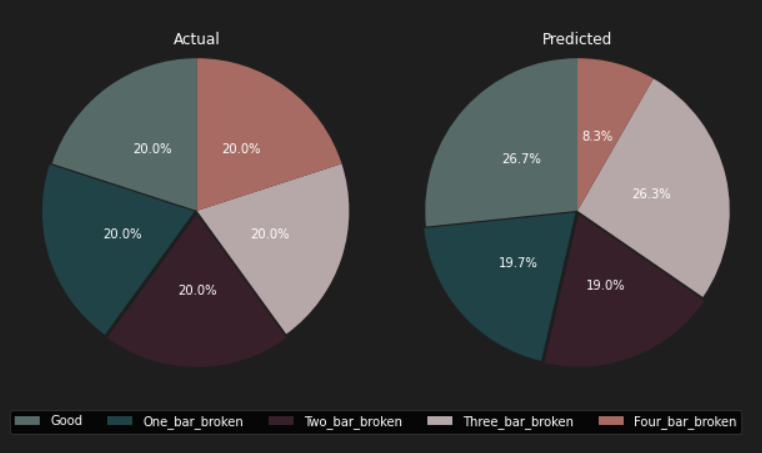 Actual
20.0%
20.0%
20.0%
20.0%
20.0%
Predicted
8.3%
26.7%
26.3%
19.7%
19.0%
Good
One_bar_broken
Two_bar_broken
Three_bar_broken
Four_bar_broken